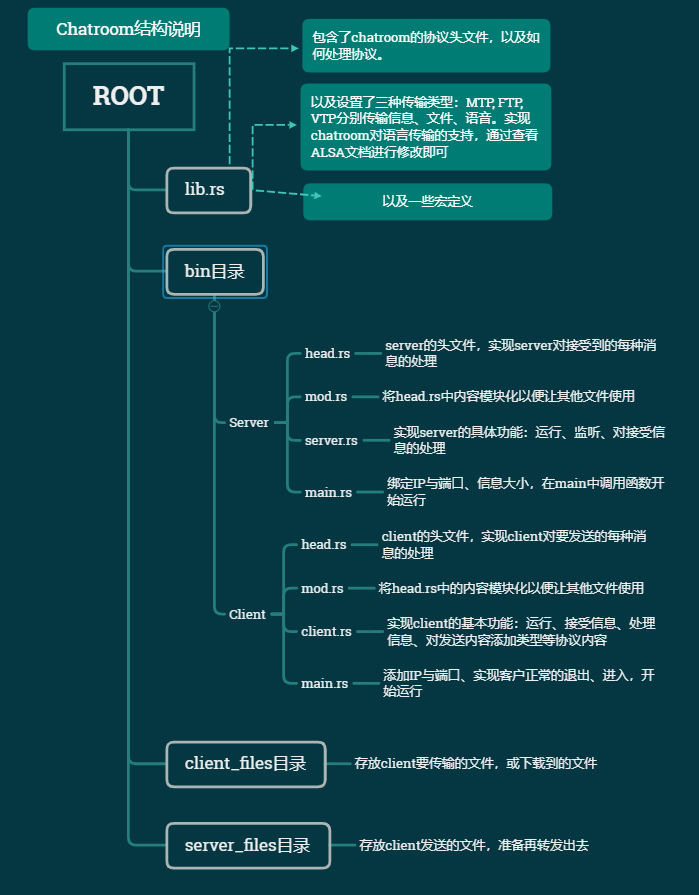 Chatroom结构说明
包含了chatroom的协议头文件，以及如
何处理协议。
ROOT
以及设置了三种传输类型：MTP, FTP,
VTP分别传输信息、文件、语音。实现
chatroom对语言传输的支持，通过查看
ALSA文档进行修改即可
lib.rs
以及一些宏定义
bin目录
Server
head.rs
server的头文件，实现server对接受到的每种消
息的处理
mod.rs
将head.rs中内容模块化以便让其他文件使用
server.rs
实现server的具体功能：运行、监听、对接受信
息的处理
main.rs
绑定IP与端口、信息大小，在main中调用函数开
始运行
Client
head.rs
client的头文件，实现client对要发送的每种消
息的处理
mod.rs
将head.rs中的内容模块化以便让其他文件使用
client.rs
实现client的基本功能：运行、接受信息、处理
信息、对发送内容添加类型等协议内容
main.rs
添加IP与端口、实现客户正常的退出、进入，开
始运行
client_files目录
存放client要传输的文件，或下载到的文件
server_files目录
存放client发送的文件，准备再转发出去